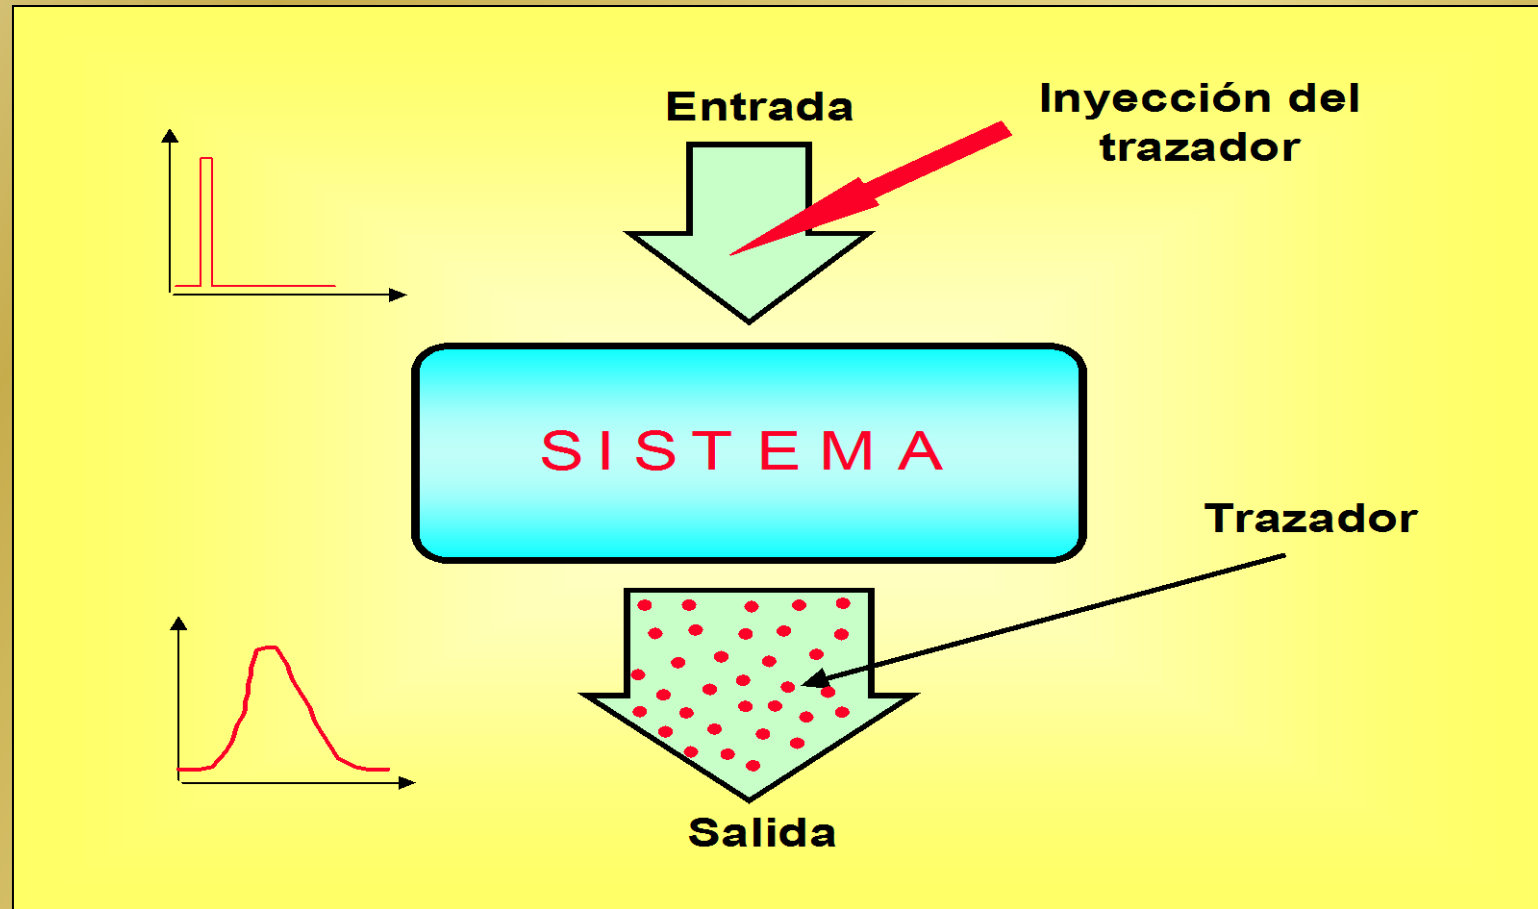 Entrada
Inyección del
trazador
SISTEMA
Trazador
Salida